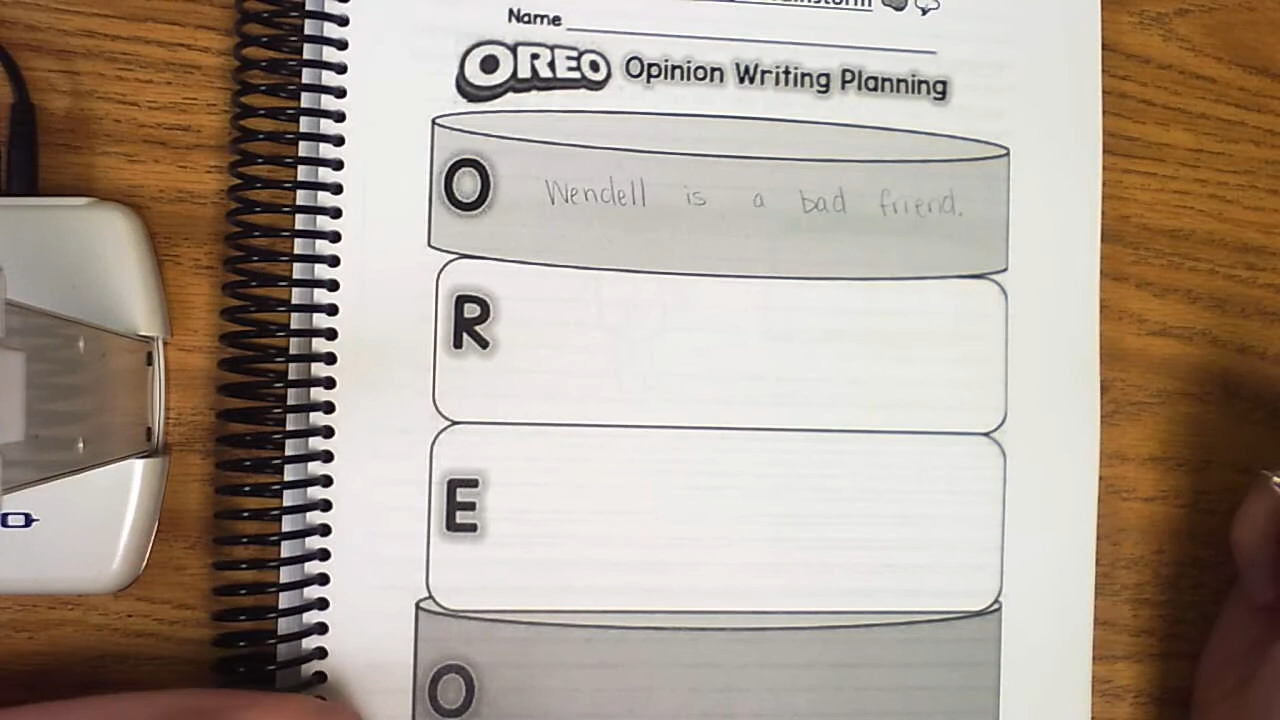 Name
OREO Opinion Writing Planning
O Wendell is a bad friend.
R
E
O